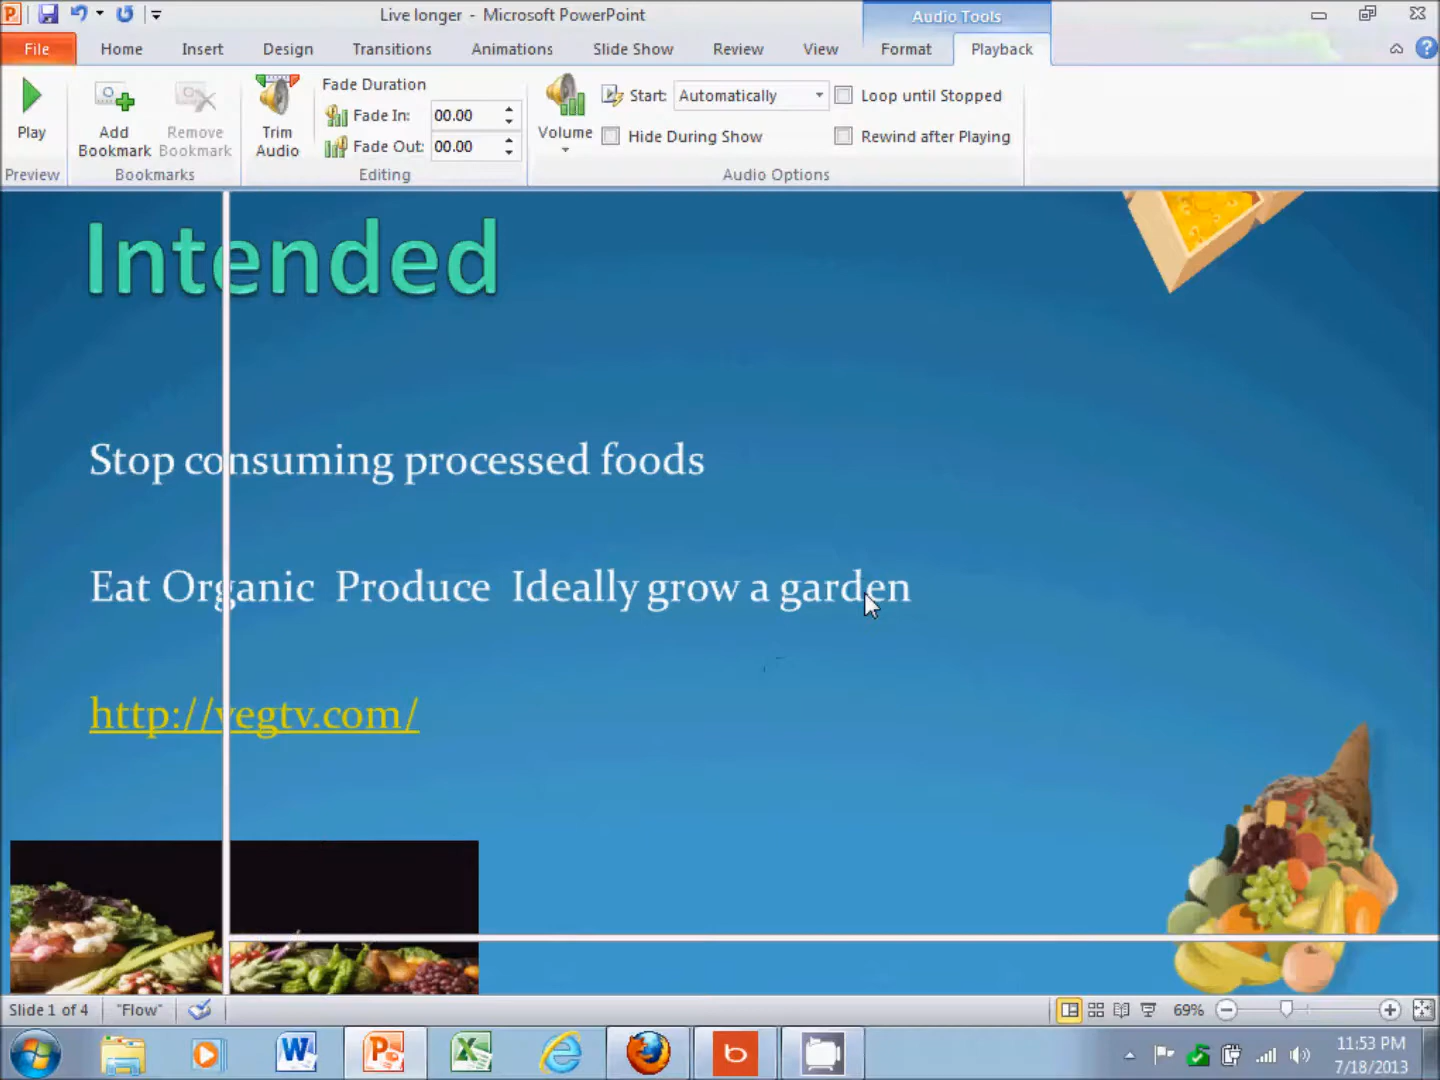 Live longer - Microsoft PowerPoint
Audio Tools
File Home Insert Design Transitions Animations Slide Show Review View Format Playback
Play
Add Bookmark
Remove Bookmark
Trim Audio
Fade Duration
Fade In: 00.00
Fade Out: 00.00
Volume
Start: Automatically
Hide During Show
Loop until Stopped
Rewind after Playing
Preview Bookmarks Editing Audio Options
Intended
Stop consuming processed foods
Eat Organic Produce Ideally grow a garden
http://vegtv.com/
Slide 1 of 4 "Flow" 69%
11:53 PM
7/18/2013